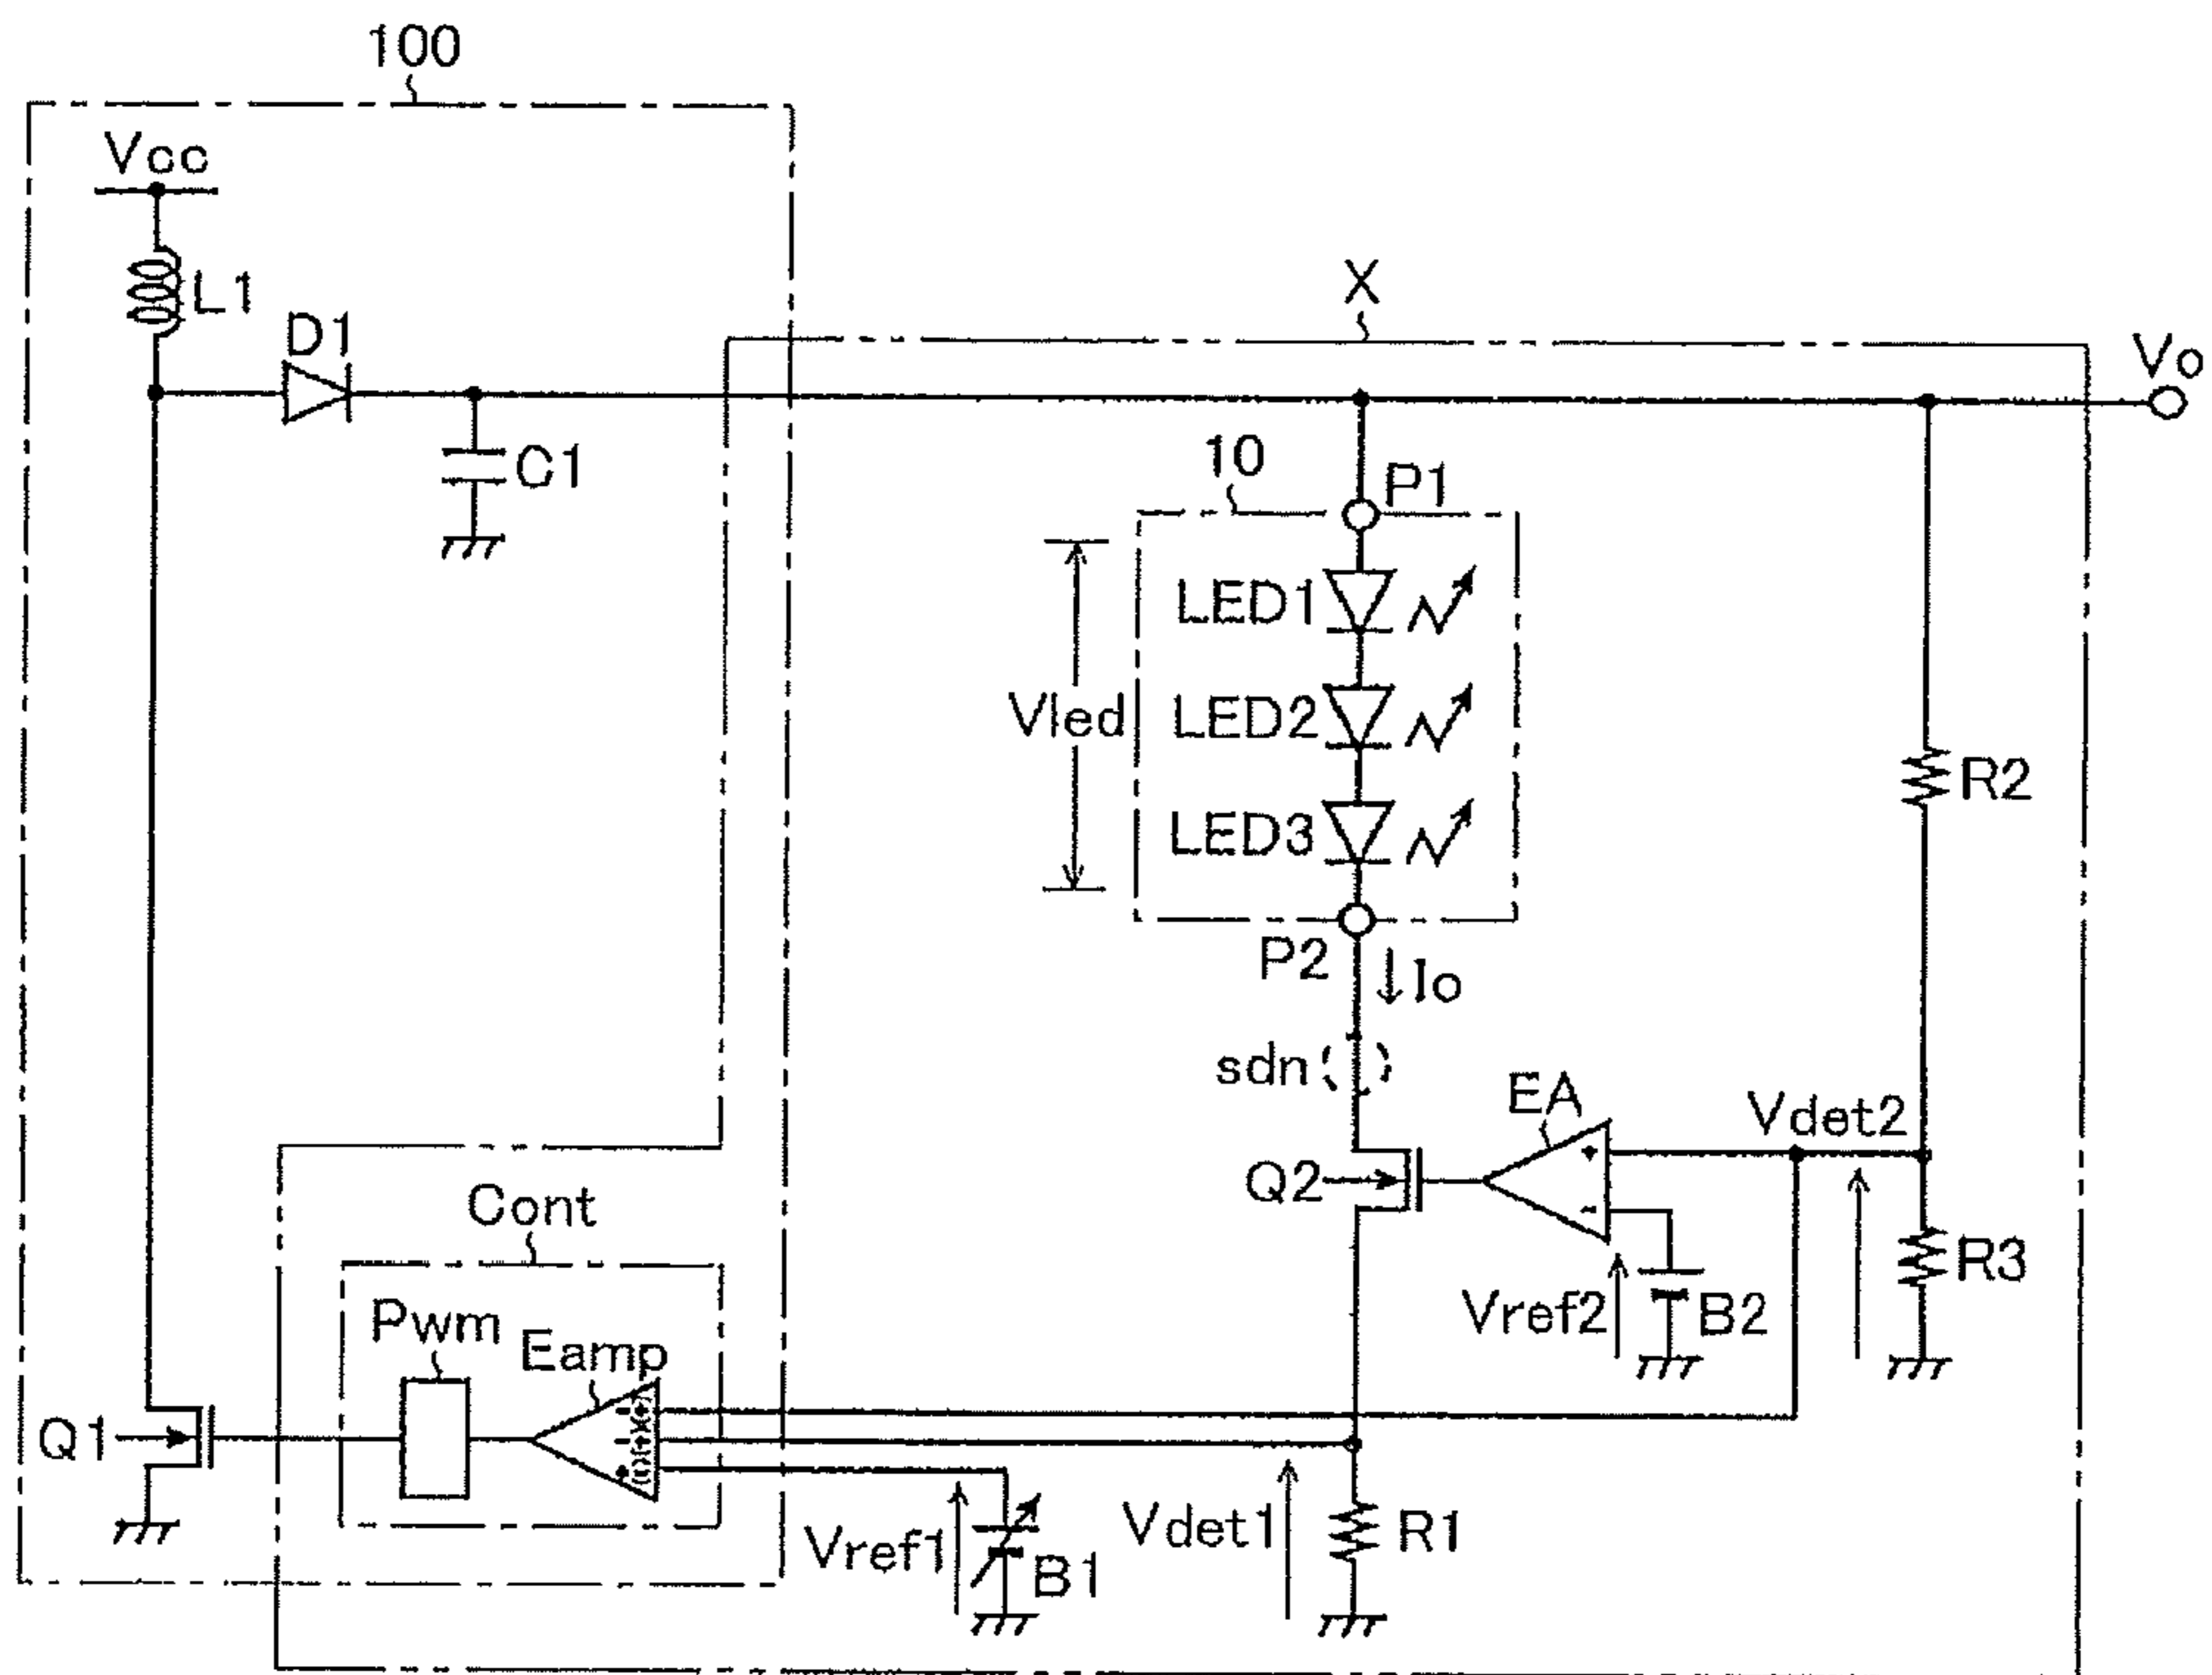 100
Vcc
L1
D1
C1
X
Vo
10
P1
LED1
LED2
LED3
Vled
R2
P2
Io
sdn
EA
Vdet2
Q2
+
-
Vref2
B2
R3
Cont
Pwm
Eamp
-(+)
-(+)
+(-)
Q1
Vref1
B1
Vdet1
R1